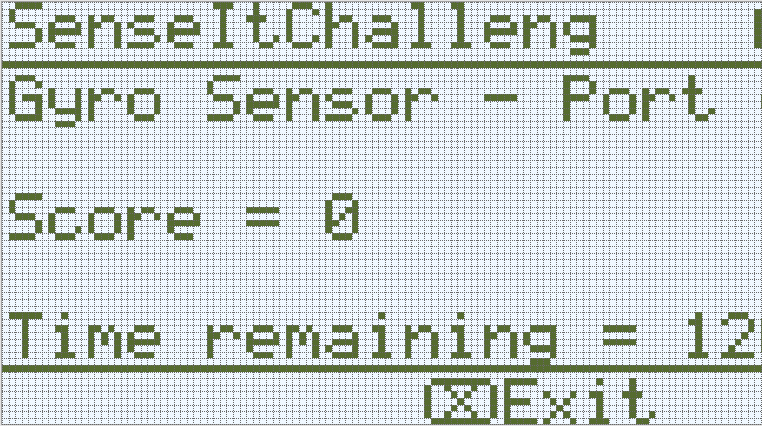 SenseItChalleng
Gyro Sensor - Port
Score = 0
Time remaining = 12
[X]Exit